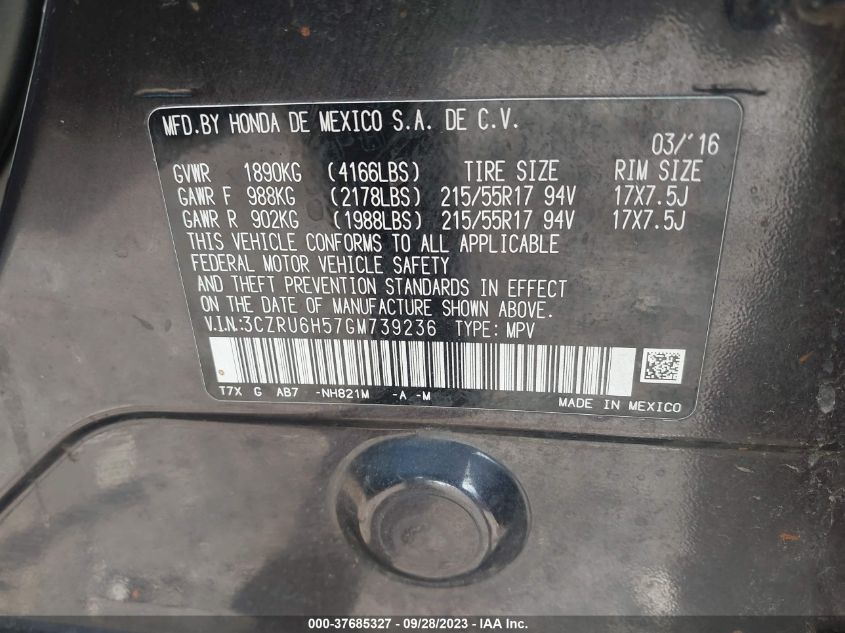 MFD.BY HONDA DE MEXICO S.A. DE C.V.
03/'16
GVWR 1890KG (4166LBS) TIRE SIZE RIM SIZE
GAWR F 988KG (2178LBS) 215/55R17 94V 17X7.5J
GAWR R 902KG (1988LBS) 215/55R17 94V 17X7.5J
THIS VEHICLE CONFORMS TO ALL APPLICABLE
FEDERAL MOTOR VEHICLE SAFETY
AND THEFT PREVENTION STANDARDS IN EFFECT
ON THE DATE OF MANUFACTURE SHOWN ABOVE.
V.I.N.:3CZRU6H57GM739236 TYPE: MPV
T7X G AB7 -NH821M -A -M
MADE IN MEXICO
000-37685327 - 09/28/2023 - IAA Inc.